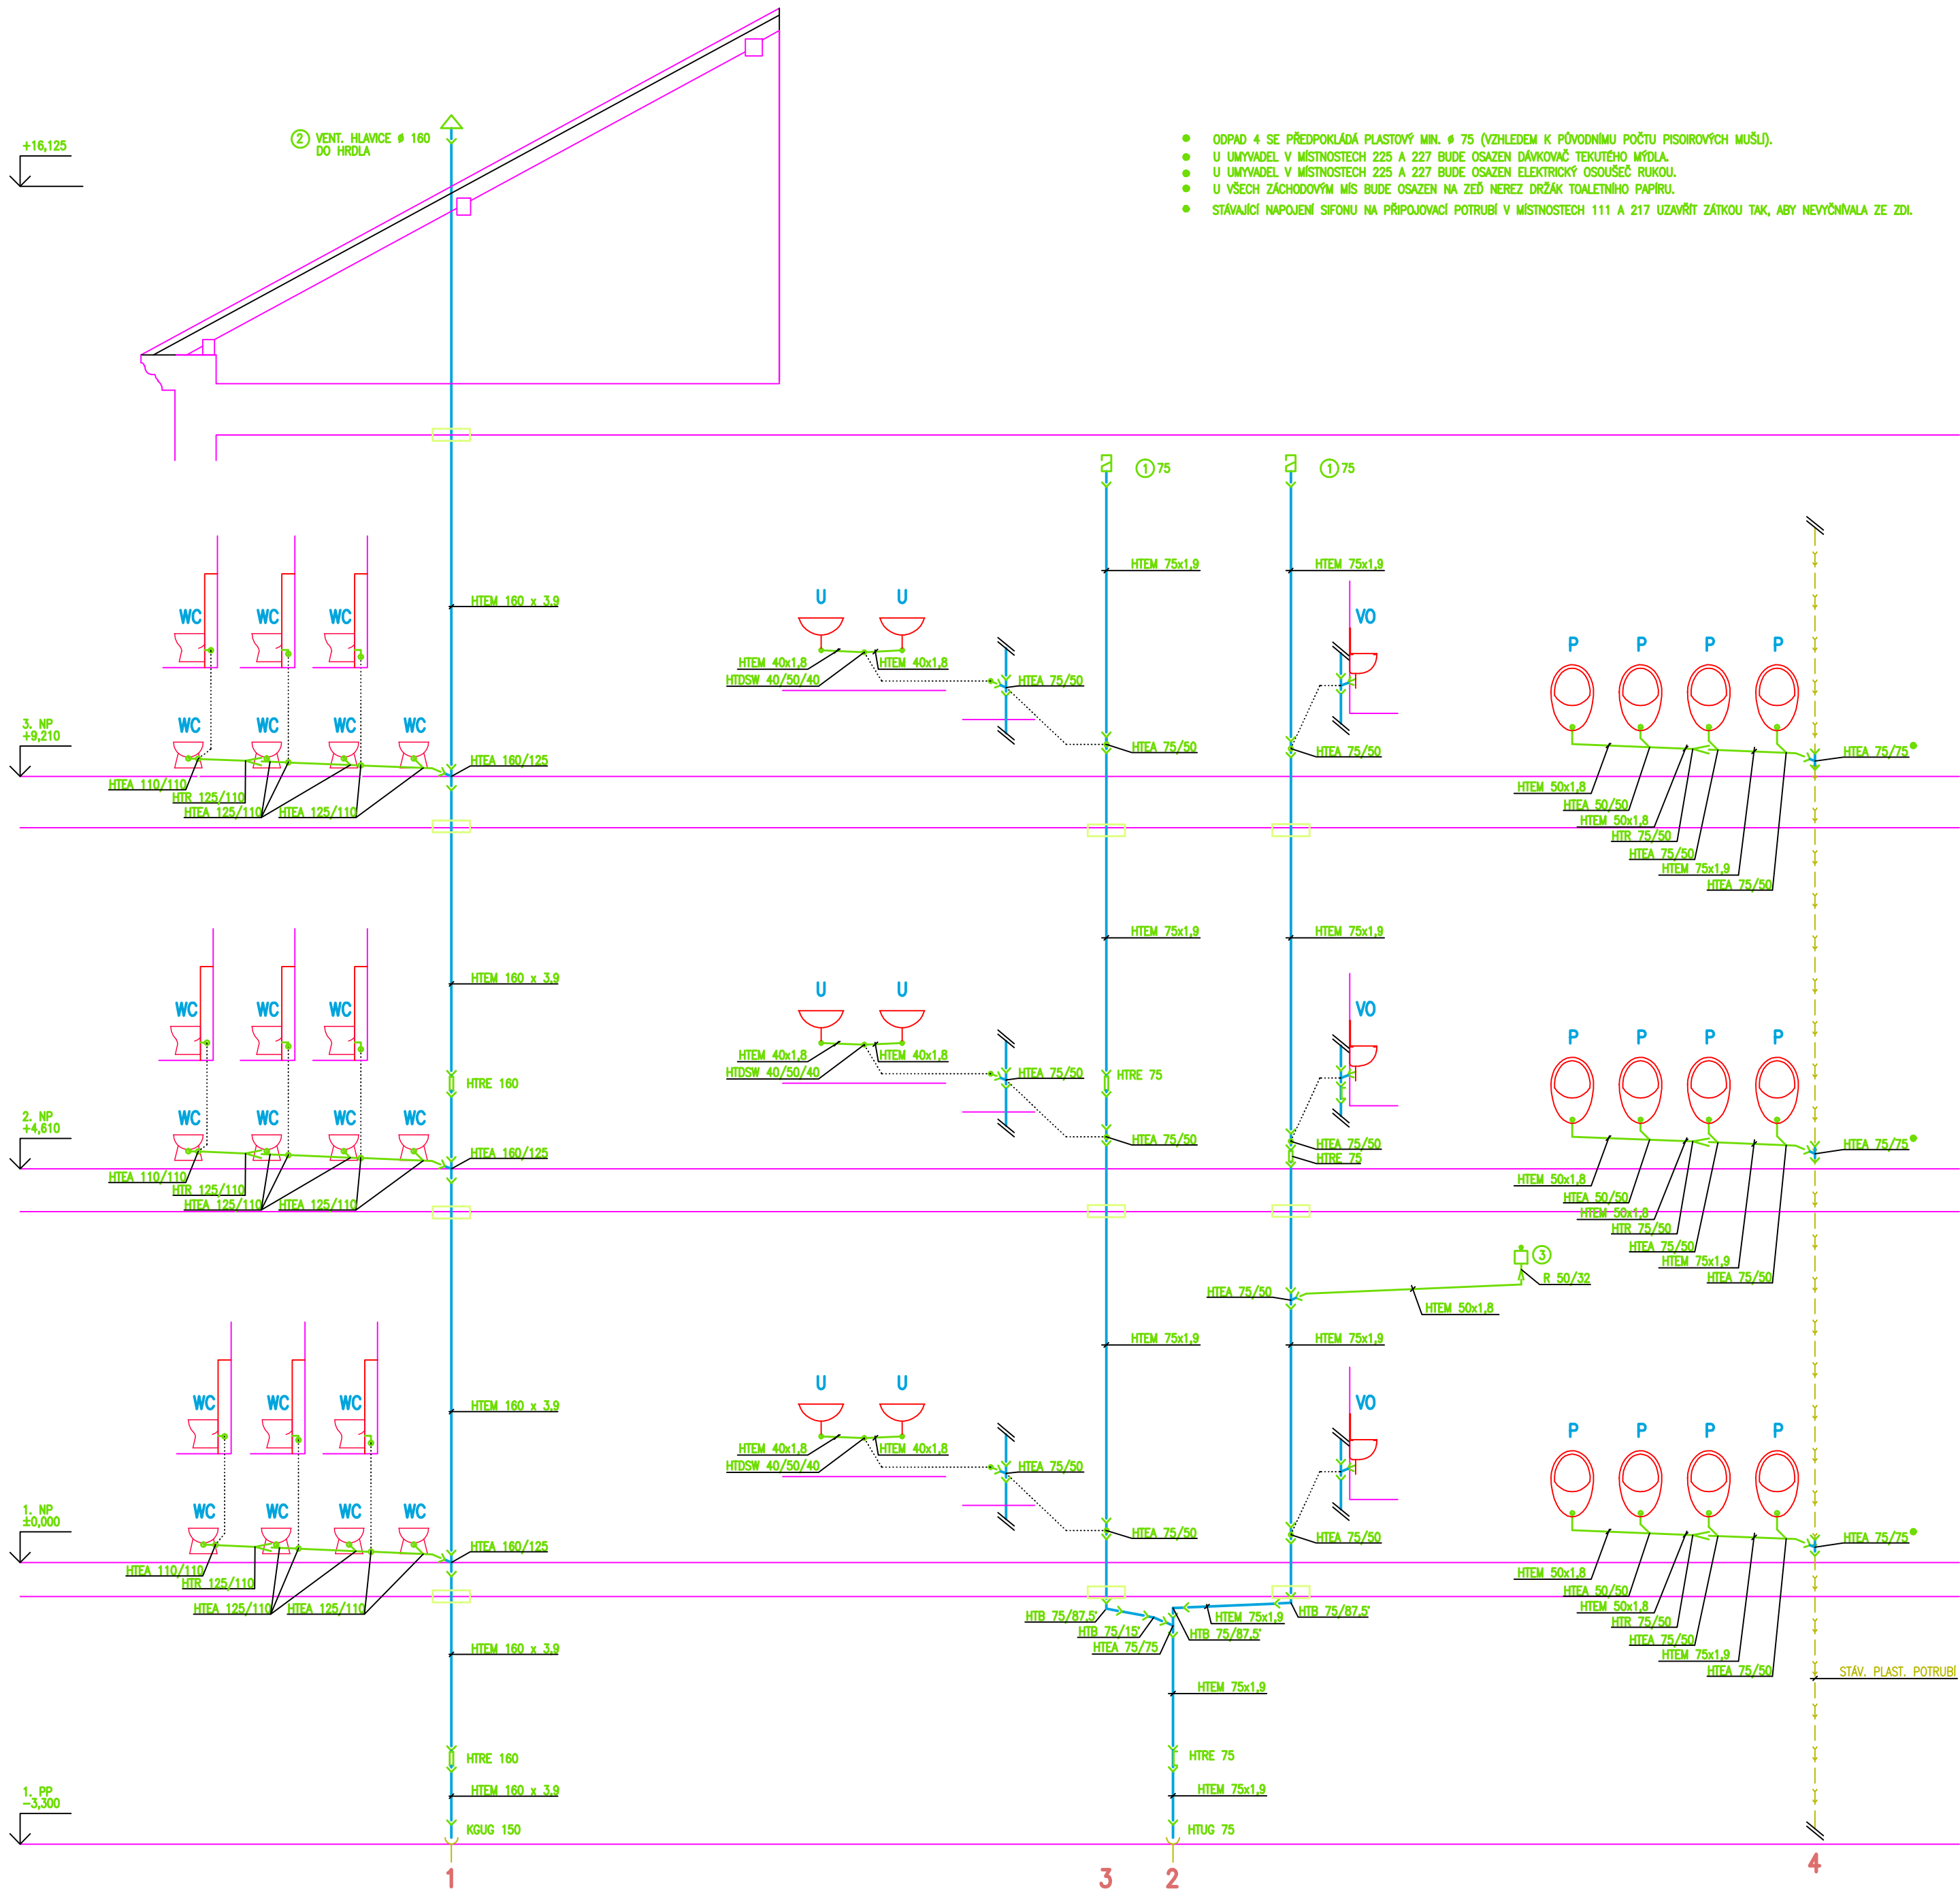 +16,125
2 VENT. HLAVICE ø 160
DO HRDLA
● ODPAD 4 SE PŘEDPOKLÁDÁ PLASTOVÝ MIN. ø 75 (VZHLEDEM K PŮVODNÍMU POČTU PISOIROVÝCH MUŠLÍ).
● U UMYVADEL V MÍSTNOSTECH 225 A 227 BUDE OSAZEN DÁVKOVAČ TEKUTÉHO MÝDLA.
● U UMYVADEL V MÍSTNOSTECH 225 A 227 BUDE OSAZEN ELEKTRICKÝ OSOUŠEČ RUKOU.
● U VŠECH ZÁCHODOVÝM MÍS BUDE OSAZEN NA ZEĎ NEREZ DRŽÁK TOALETNÍHO PAPÍRU.
● STÁVAJÍCÍ NAPOJENÍ SIFONU NA PŘIPOJOVACÍ POTRUBÍ V MÍSTNOSTECH 111 A 217 UZAVŘÍT ZÁTKOU TAK, ABY NEVYČNÍVALA ZE ZDI.
1 75
1 75
HTEM 75x1,9
HTEM 75x1,9
HTEM 160 x 3,9
WC WC WC
U U
VO
P P P P
HTEM 40x1,8
HTEM 40x1,8
HTDSW 40/50/40
HTEA 75/50
3. NP
+9,210
WC WC WC WC
HTEA 160/125
HTEA 75/50
HTEA 75/50
HTEA 75/75
HTEA 110/110
HTR 125/110
HTEA 125/110
HTEA 125/110
HTEM 50x1,8
HTEA 50/50
HTEM 50x1,8
HTR 75/50
HTEA 75/50
HTEM 75x1,9
HTEA 75/50
HTEM 75x1,9
HTEM 75x1,9
HTEM 160 x 3,9
WC WC WC
U U
VO
P P P P
HTEM 40x1,8
HTEM 40x1,8
HTDSW 40/50/40
HTEA 75/50
HTRE 75
HTRE 160
2. NP
+4,610
WC WC WC WC
HTEA 160/125
HTEA 75/50
HTEA 75/50
HTRE 75
HTEA 75/75
HTEA 110/110
HTR 125/110
HTEA 125/110
HTEA 125/110
HTEM 50x1,8
HTEA 50/50
HTEM 50x1,8
HTR 75/50
HTEA 75/50
HTEM 75x1,9
HTEA 75/50
3
R 50/32
HTEA 75/50
HTEM 50x1,8
HTEM 75x1,9
HTEM 75x1,9
HTEM 160 x 3,9
WC WC WC
U U
VO
P P P P
HTEM 40x1,8
HTEM 40x1,8
HTDSW 40/50/40
HTEA 75/50
1. NP
±0,000
WC WC WC WC
HTEA 160/125
HTEA 75/50
HTEA 75/50
HTEA 75/75
HTEA 110/110
HTR 125/110
HTEA 125/110
HTEA 125/110
HTEM 50x1,8
HTEA 50/50
HTEM 50x1,8
HTR 75/50
HTEA 75/50
HTEM 75x1,9
HTEA 75/50
HTB 75/87,5°
HTB 75/15°
HTEA 75/75
HTEM 75x1,9
HTB 75/87,5°
HTB 75/87,5°
HTEM 160 x 3,9
STÁV. PLAST. POTRUBÍ
HTEM 75x1,9
HTRE 160
HTRE 75
HTEM 160 x 3,9
HTEM 75x1,9
1. PP
-3,300
KGUG 150
HTUG 75
1 3 2 4